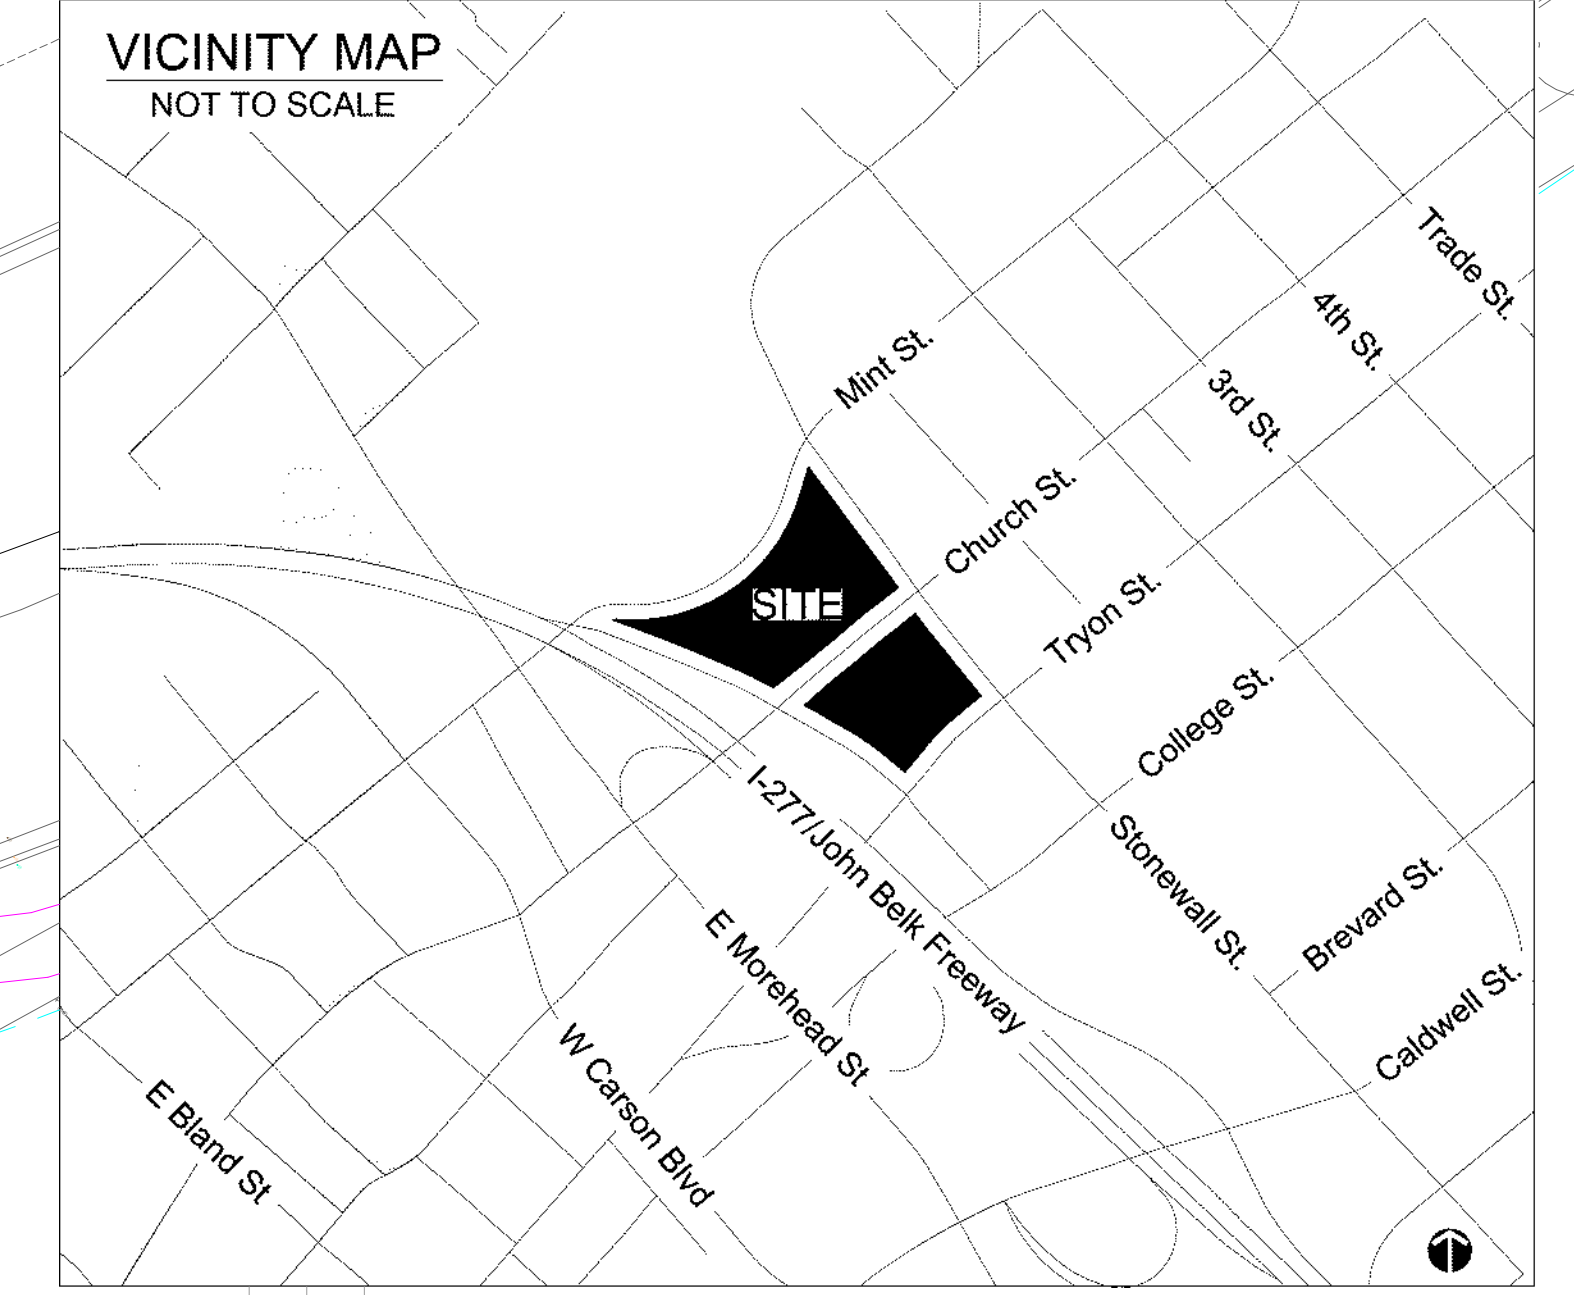 VICINITY MAP
NOT TO SCALE
Trade St.
4th St.
Mint St.
3rd St.
Church St.
SITE
Tryon St.
College St.
I-277/John Belk Freeway
Stonewall St.
Brevard St.
E Morehead St
Caldwell St.
W Carson Blvd
E Bland St